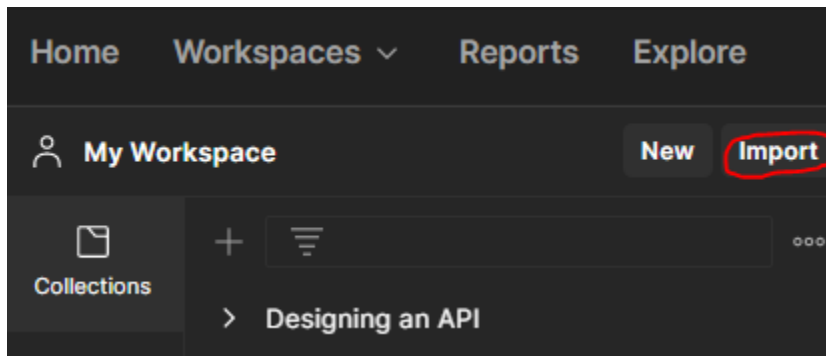 Home Workspaces Reports Explore
My Workspace New Import
Collections
Designing an API